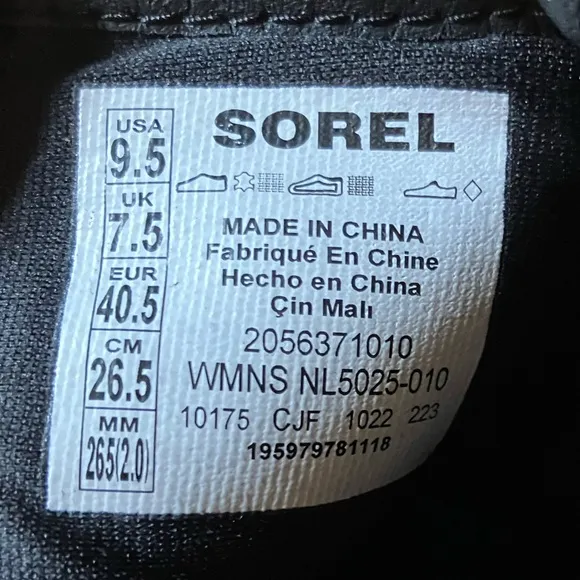 USA
9.5
UK
7.5
EUR
40.5
CM
26.5
MM
265(2.0)
SOREL
MADE IN CHINA
Fabriqué En Chine
Hecho en China
Çin Malı
2056371010
WMNS NL5025-010
10175 CJF 1022 223
195979781118